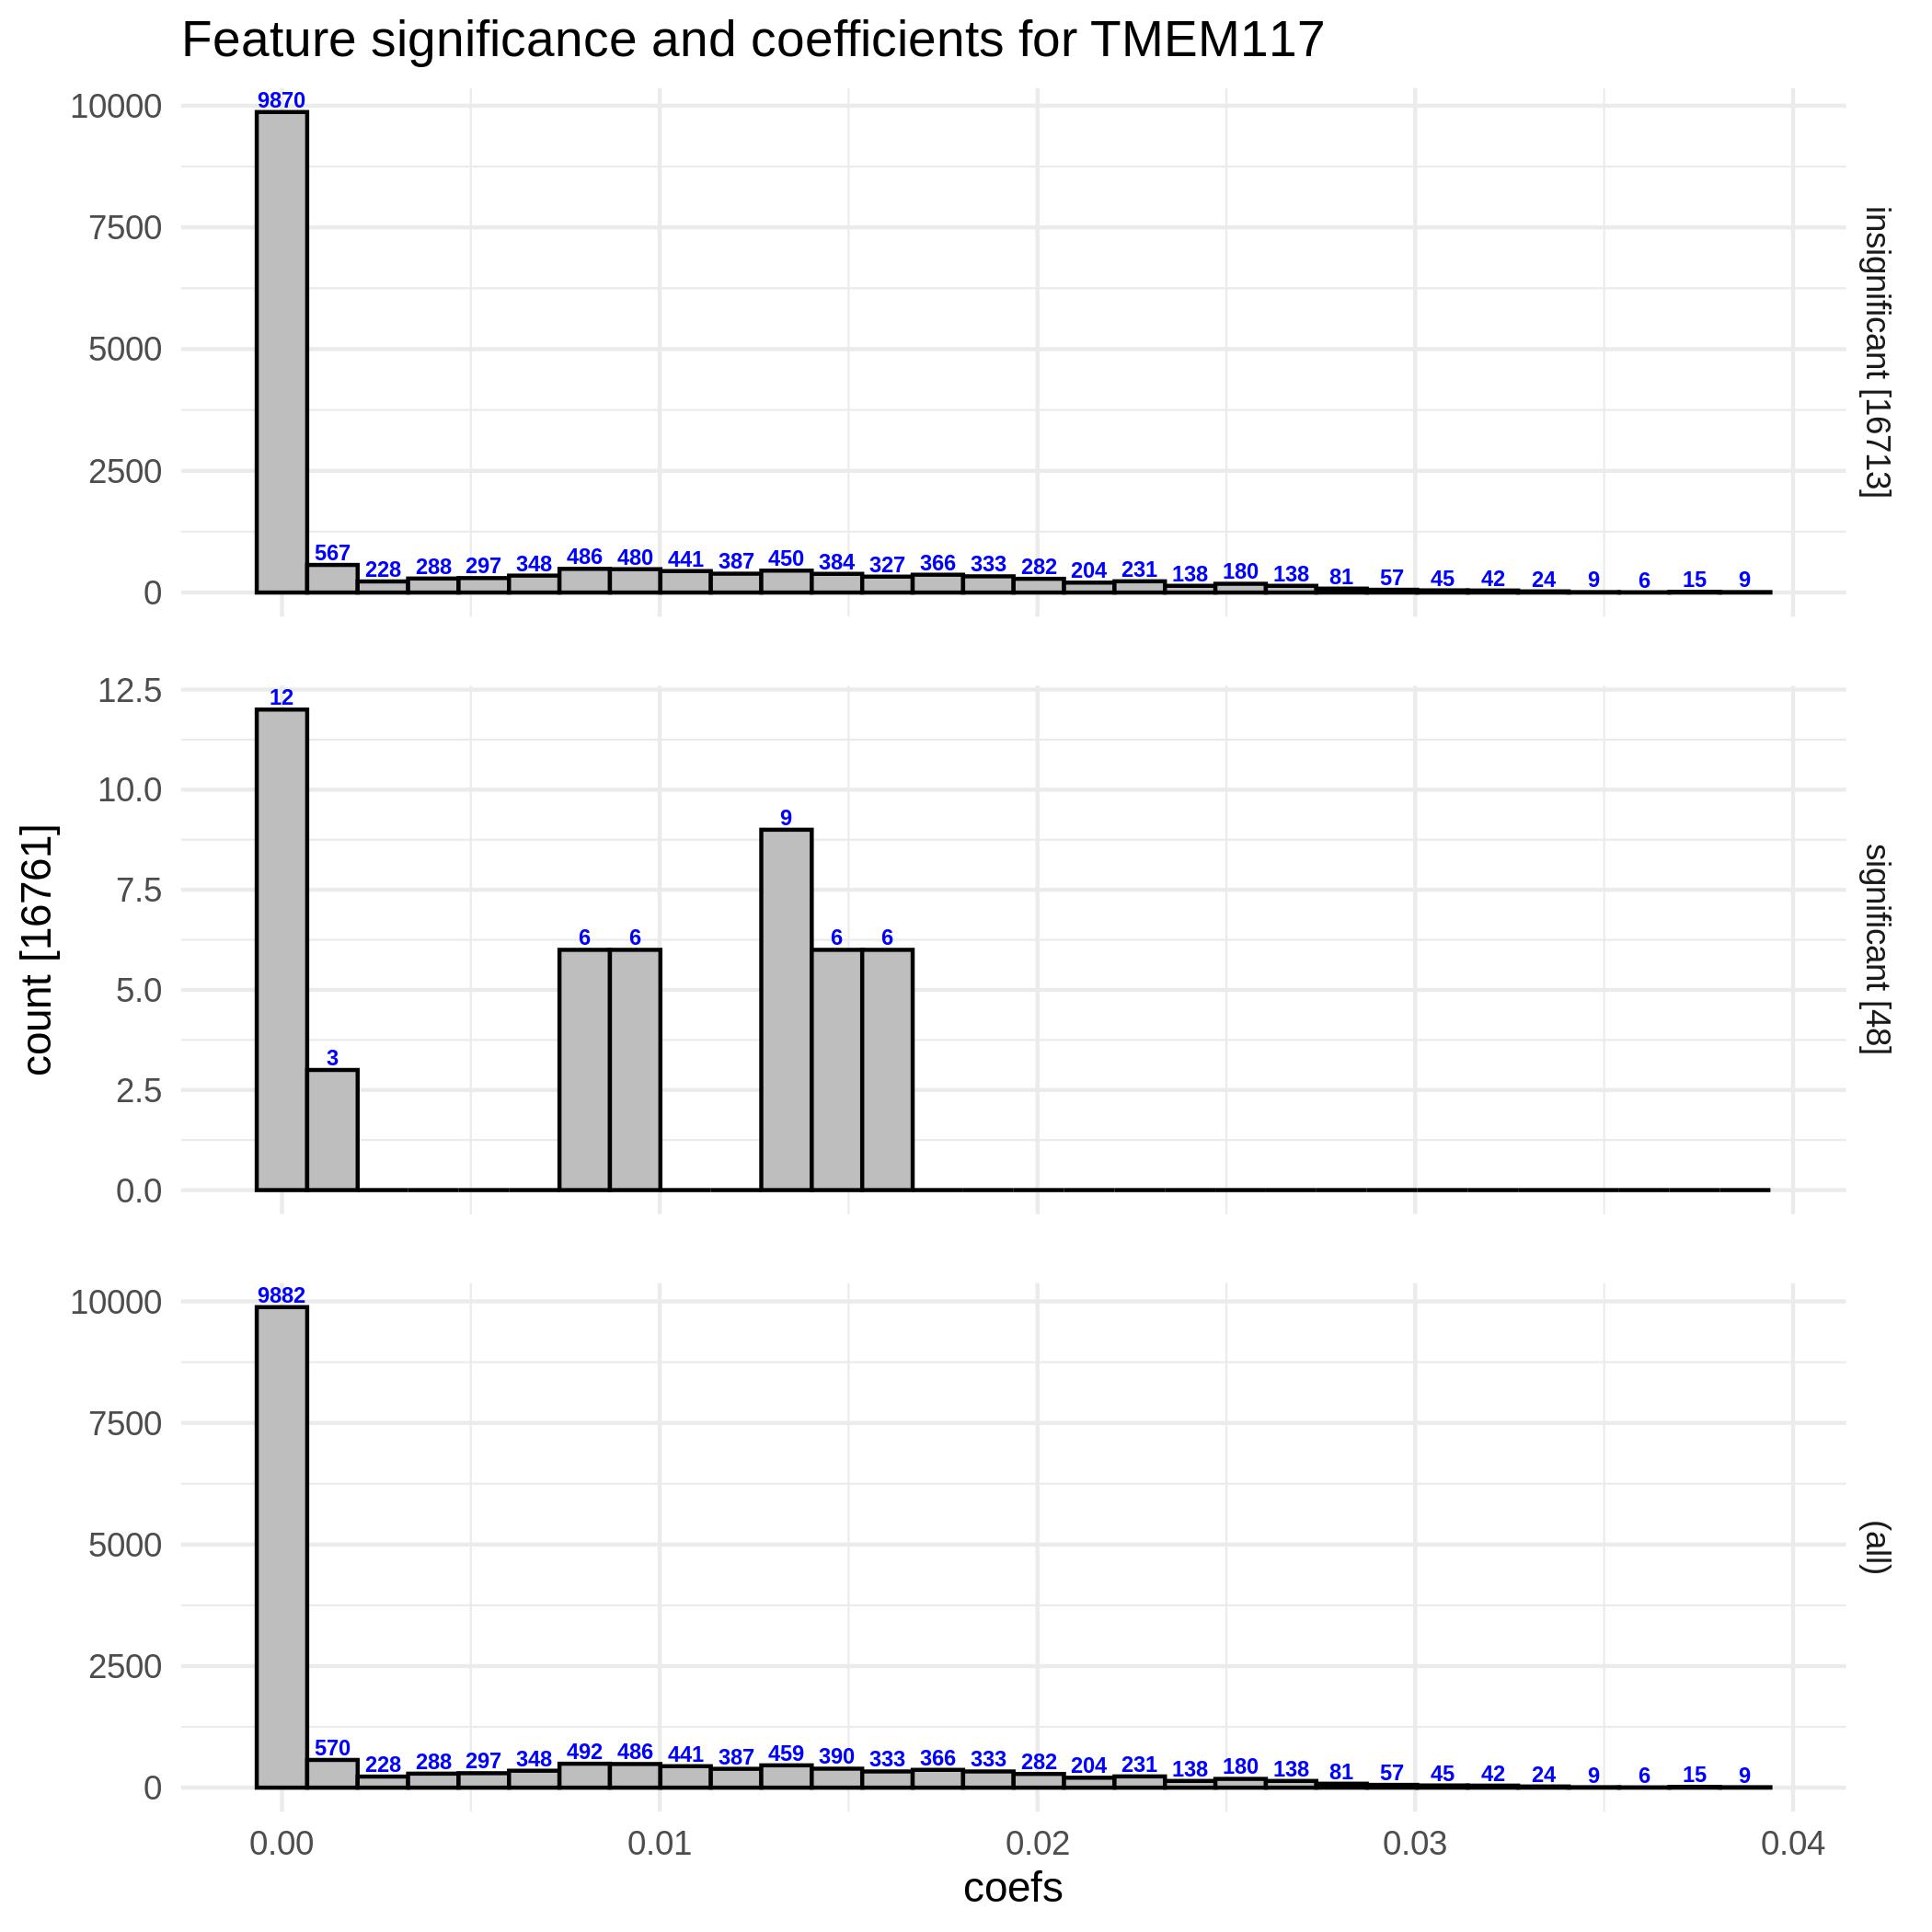 Feature significance and coefficients for TMEM117
10000
7500
5000
2500
0
9870
567 228 288 297 348 486 480 441 387 450 384 327 366 333 282 204 231 138 180 138 81 57 45 42 24 9 6 15 9
insignificant [16713]
count [16761]
12.5
10.0
7.5
5.0
2.5
0.0
12
3
6 6
9
6 6
significant [48]
10000
7500
5000
2500
0
9882
570 228 288 297 348 492 486 441 387 459 390 333 366 333 282 204 231 138 180 138 81 57 45 42 24 9 6 15 9
(all)
0.00 0.01 0.02 0.03 0.04
coefs